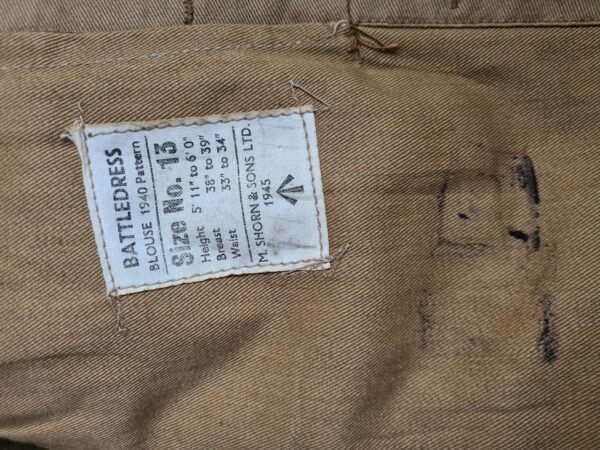 BATTLEDRESS
BLOUSE 1940 Pattern
Size No. 13
Height 5' 11" to 6' 0"
Breast 38" to 39"
Waist 33" to 34"
M. SHORN & SONS LTD.
1945